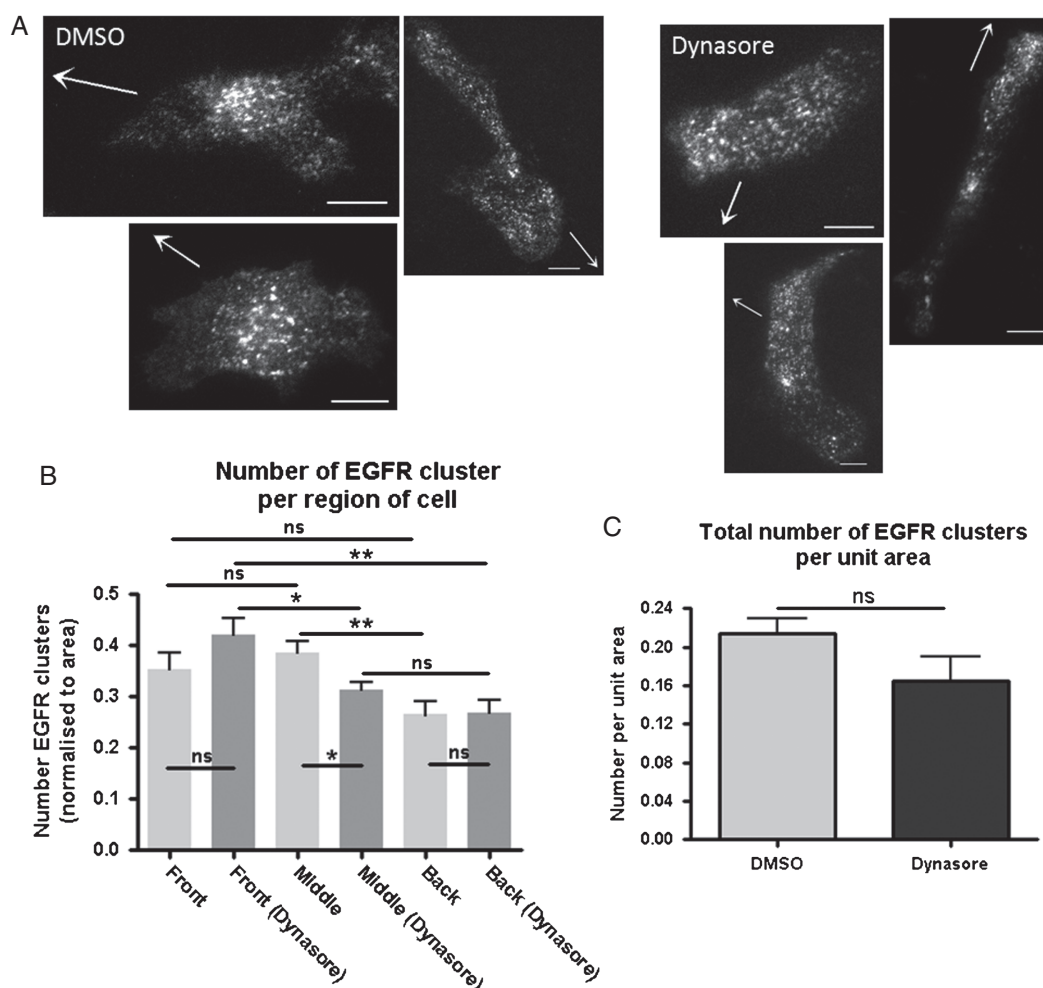 A
DMSO
Dynasore
B
Number of EGFR cluster
per region of cell
ns
**
ns
*
**
ns
ns
*
ns
Number EGFR clusters
(normalised to area)
0.5
0.4
0.3
0.2
0.1
0.0
Front
Front (Dynasore)
Middle
Middle (Dynasore)
Back
Back (Dynasore)
C
Total number of EGFR clusters
per unit area
ns
Number per unit area
0.24
0.20
0.16
0.12
0.08
0.04
0.00
DMSO
Dynasore